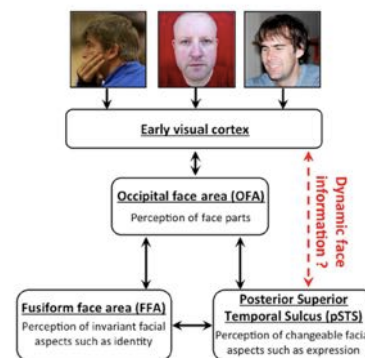 Early visual cortex
Occipital face area (OFA)
Perception of face parts
Dynamic face
information ?
Fusiform face area (FFA)
Perception of invariant facial
aspects such as identity
Posterior Superior
Temporal Sulcus (pSTS)
Perception of changeable facial
aspects such as expression